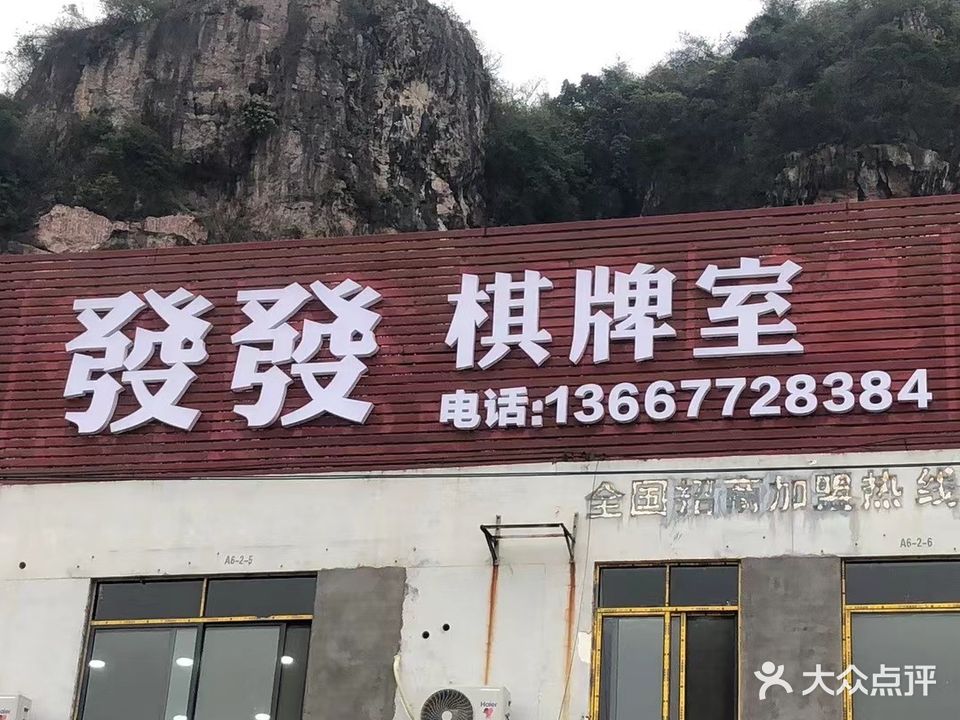 發發 棋牌室
电话:13667728384
全国招商加盟热线
A6-2-5
A6-2-6
Haier
大众点评